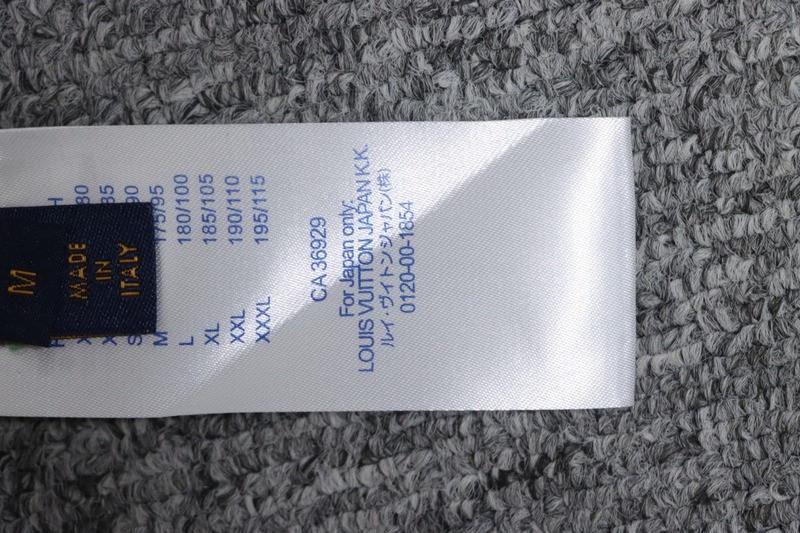 M
MADE
IN
ITALY
M 175/95
L 180/100
XL 185/105
XXL 190/110
XXXL 195/115
CA 36929
For Japan only:
LOUIS VUITTON JAPAN K.K.
ルイ・ヴィトンジャパン(株)
0120-00-1854